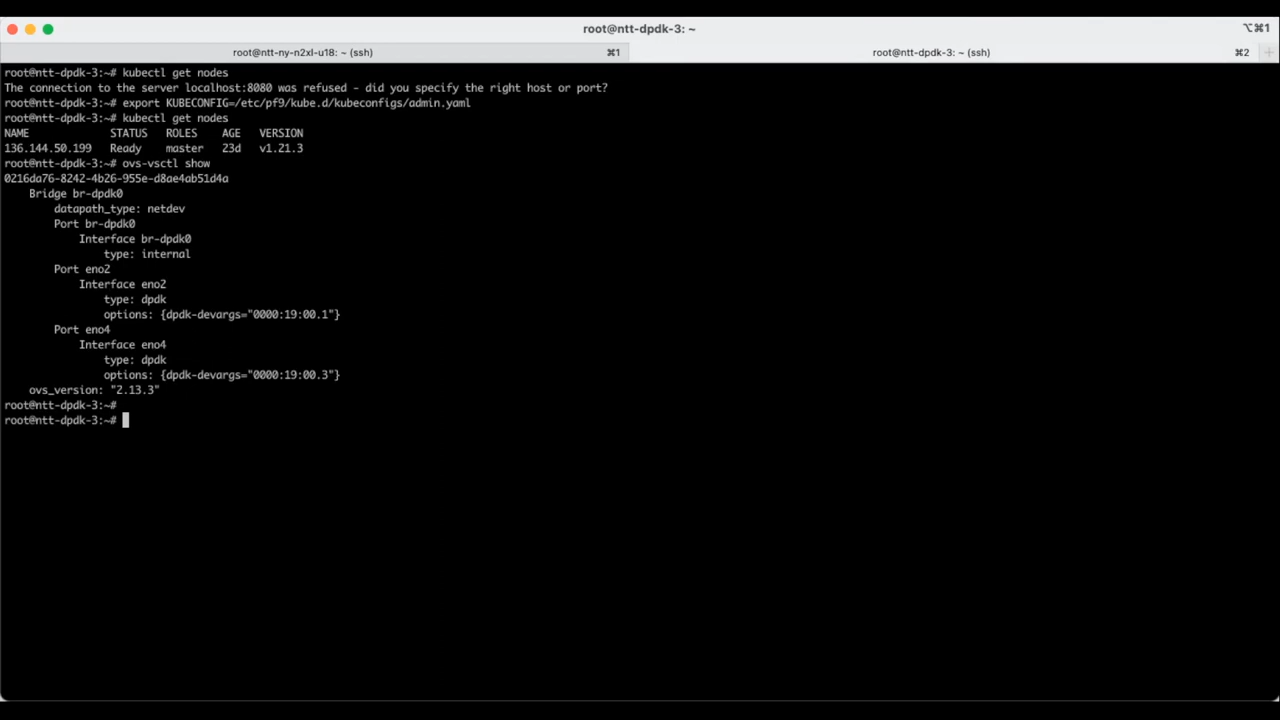 root@ntt-dpdk-3: ~
⌥⌘1
root@ntt-ny-n2xl-u18: ~ (ssh)
⌘1
root@ntt-dpdk-3: ~ (ssh)
⌘2
+
root@ntt-dpdk-3:~# kubectl get nodes
The connection to the server localhost:8080 was refused - did you specify the right host or port?
root@ntt-dpdk-3:~# export KUBECONFIG=/etc/pf9/kube.d/kubeconfigs/admin.yaml
root@ntt-dpdk-3:~# kubectl get nodes
NAME             STATUS   ROLES    AGE   VERSION
136.144.50.199   Ready    master   23d   v1.21.3
root@ntt-dpdk-3:~# ovs-vsctl show
0216da76-8242-4b26-955e-d8ae4ab51d4a
    Bridge br-dpdk0
        datapath_type: netdev
        Port br-dpdk0
            Interface br-dpdk0
                type: internal
        Port eno2
            Interface eno2
                type: dpdk
                options: {dpdk-devargs="0000:19:00.1"}
        Port eno4
            Interface eno4
                type: dpdk
                options: {dpdk-devargs="0000:19:00.3"}
    ovs_version: "2.13.3"
root@ntt-dpdk-3:~#
root@ntt-dpdk-3:~#